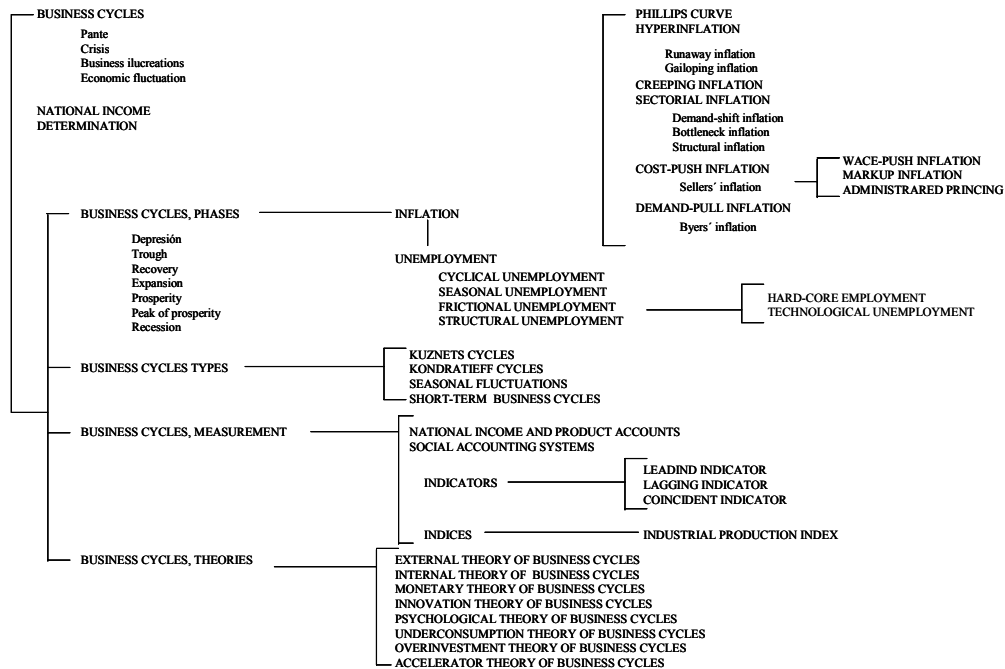 BUSINESS CYCLES
Pante
Crisis
Business ilucreations
Economic fluctuation
NATIONAL INCOME
DETERMINATION
BUSINESS CYCLES, PHASES
Depresión
Trough
Recovery
Expansion
Prosperity
Peak of prosperity
Recession
INFLATION
UNEMPLOYMENT
CYCLICAL UNEMPLOYMENT
SEASONAL UNEMPLOYMENT
FRICTIONAL UNEMPLOYMENT
STRUCTURAL UNEMPLOYMENT
HARD-CORE EMPLOYMENT
TECHNOLOGICAL UNEMPLOYMENT
PHILLIPS CURVE
HYPERINFLATION
Runaway inflation
Gailoping inflation
CREEPING INFLATION
SECTORIAL INFLATION
Demand-shift inflation
Bottleneck inflation
Structural inflation
COST-PUSH INFLATION
Sellers´ inflation
DEMAND-PULL INFLATION
Byers´ inflation
WACE-PUSH INFLATION
MARKUP INFLATION
ADMINISTRARED PRINCING
BUSINESS CYCLES TYPES
KUZNETS CYCLES
KONDRATIEFF CYCLES
SEASONAL FLUCTUATIONS
SHORT-TERM BUSINESS CYCLES
BUSINESS CYCLES, MEASUREMENT
NATIONAL INCOME AND PRODUCT ACCOUNTS
SOCIAL ACCOUNTING SYSTEMS
INDICATORS
LEADIND INDICATOR
LAGGING INDICATOR
COINCIDENT INDICATOR
INDICES
INDUSTRIAL PRODUCTION INDEX
BUSINESS CYCLES, THEORIES
EXTERNAL THEORY OF BUSINESS CYCLES
INTERNAL THEORY OF BUSINESS CYCLES
MONETARY THEORY OF BUSINESS CYCLES
INNOVATION THEORY OF BUSINESS CYCLES
PSYCHOLOGICAL THEORY OF BUSINESS CYCLES
UNDERCONSUMPTION THEORY OF BUSINESS CYCLES
OVERINVESTMENT THEORY OF BUSINESS CYCLES
ACCELERATOR THEORY OF BUSINESS CYCLES